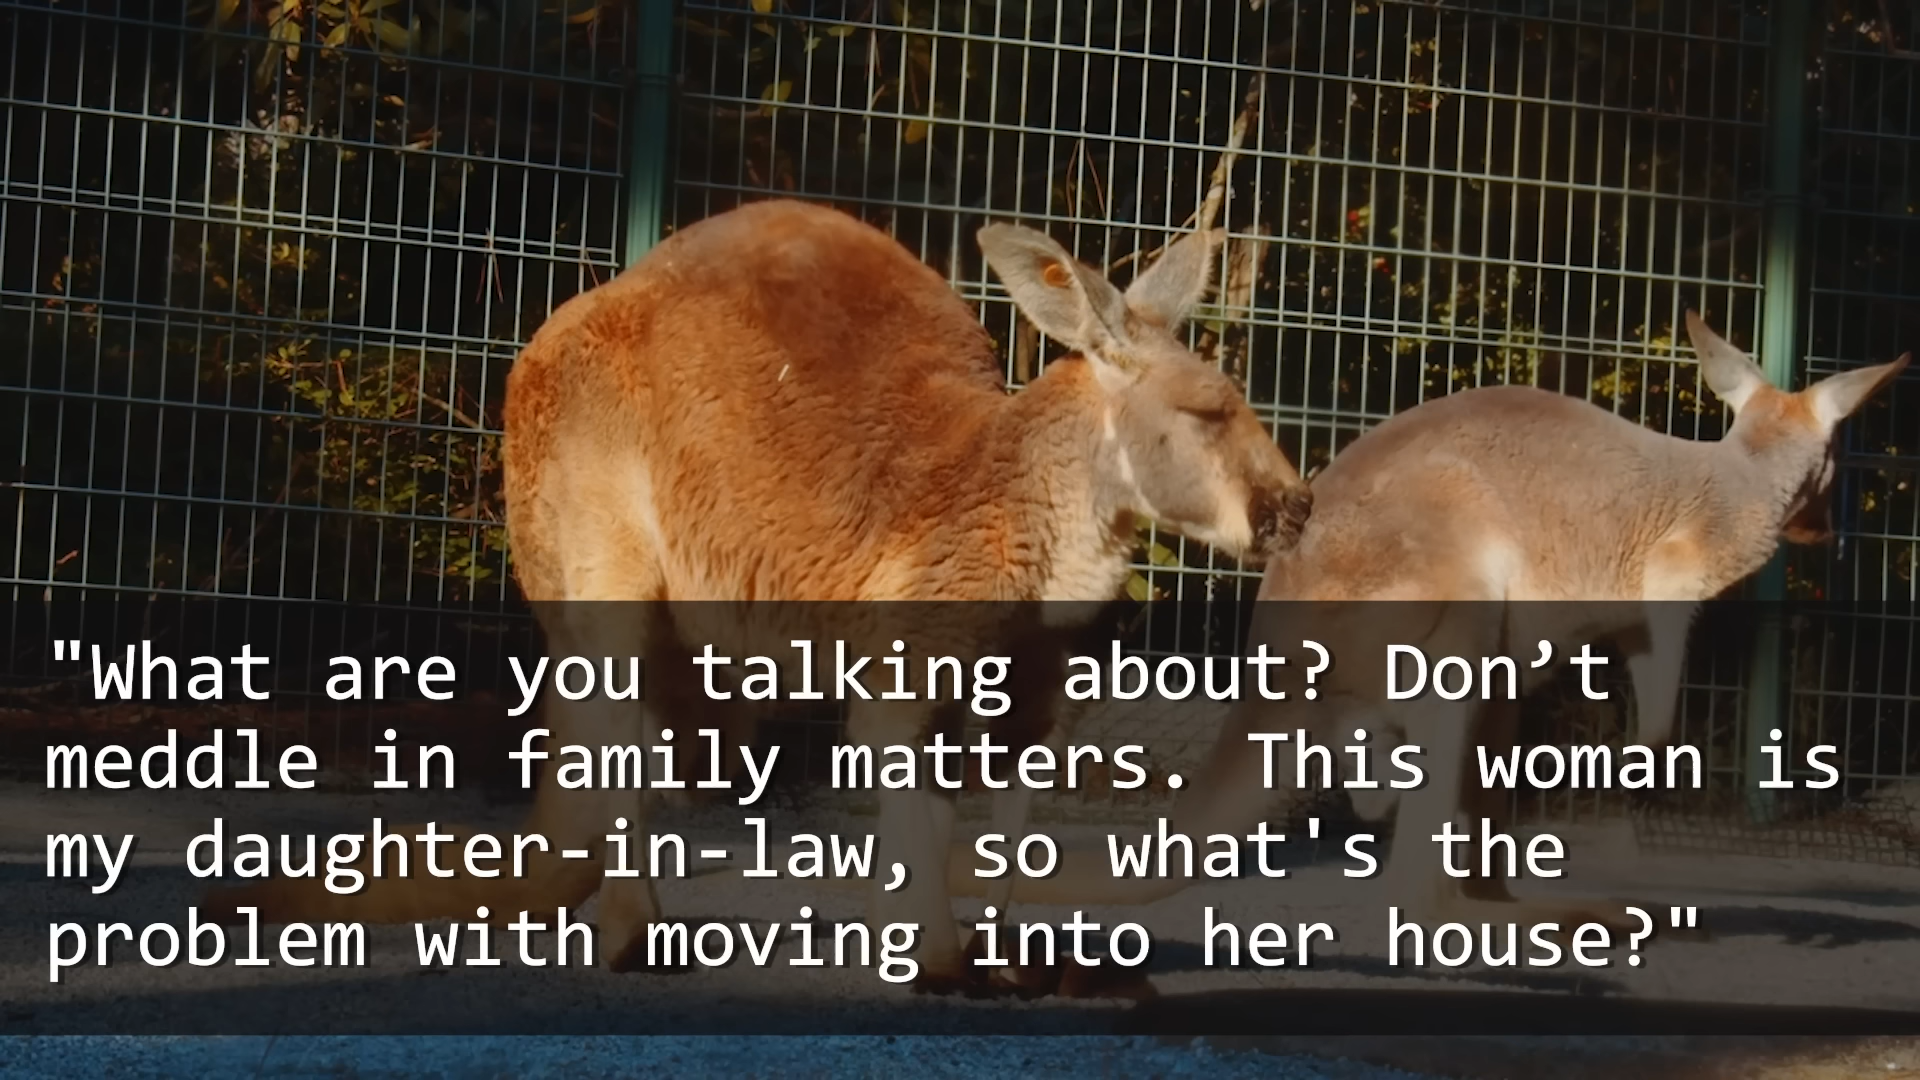 "What are you talking about? Don’t
meddle in family matters. This woman is
my daughter-in-law, so what's the
problem with moving into her house?"